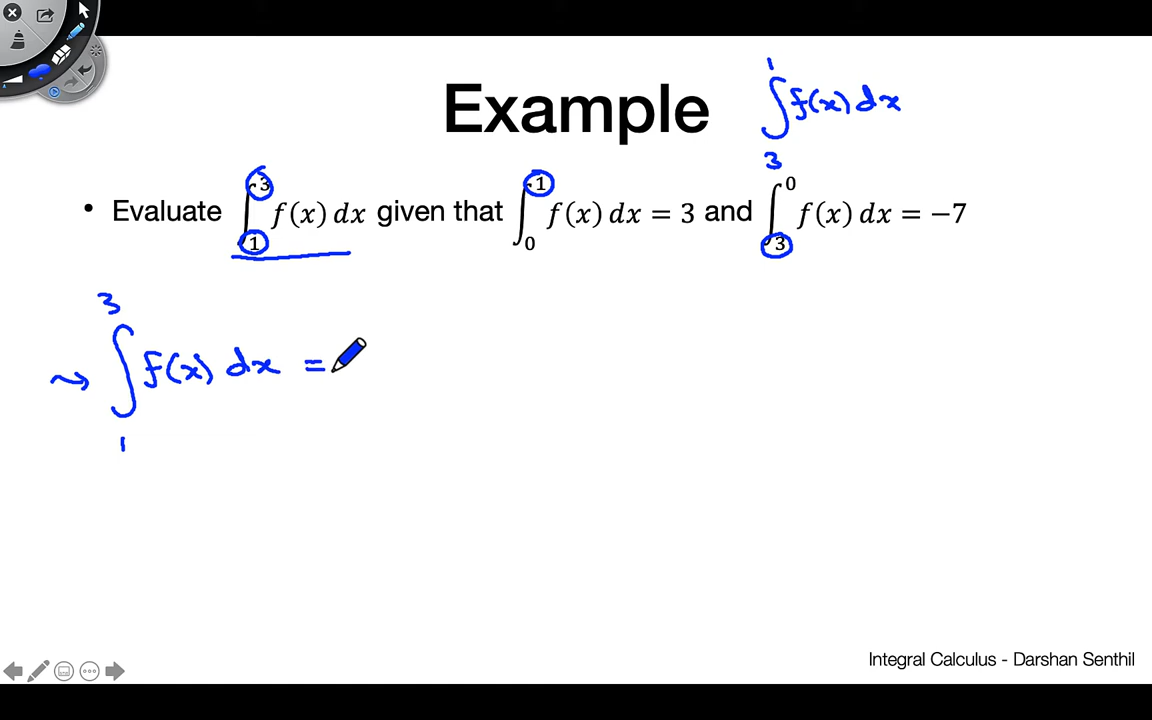 ∫₃¹ f(x) dx
Example
• Evaluate ∫₁³ f(x) dx given that ∫₀¹ f(x) dx = 3 and ∫₃⁰ f(x) dx = −7
⤳ ∫₁³ f(x) dx =
Integral Calculus - Darshan Senthil